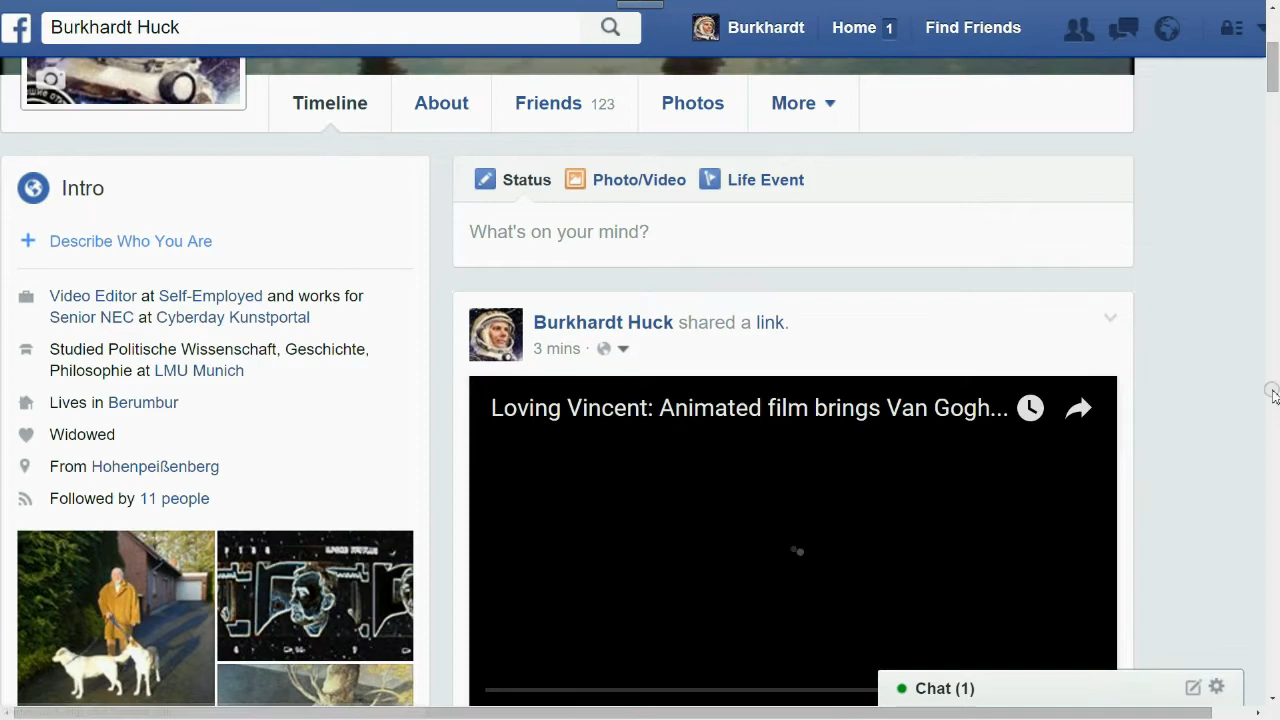 Burkhardt Huck
Burkhardt
Home 1
Find Friends
Timeline
About
Friends 123
Photos
More
Intro
Describe Who You Are
Video Editor at Self-Employed and works for
Senior NEC at Cyberday Kunstportal
Studied Politische Wissenschaft, Geschichte,
Philosophie at LMU Munich
Lives in Berumbur
Widowed
From Hohenpeißenberg
Followed by 11 people
Status
Photo/Video
Life Event
What's on your mind?
Burkhardt Huck shared a link.
3 mins ·
Loving Vincent: Animated film brings Van Gogh...
Chat (1)